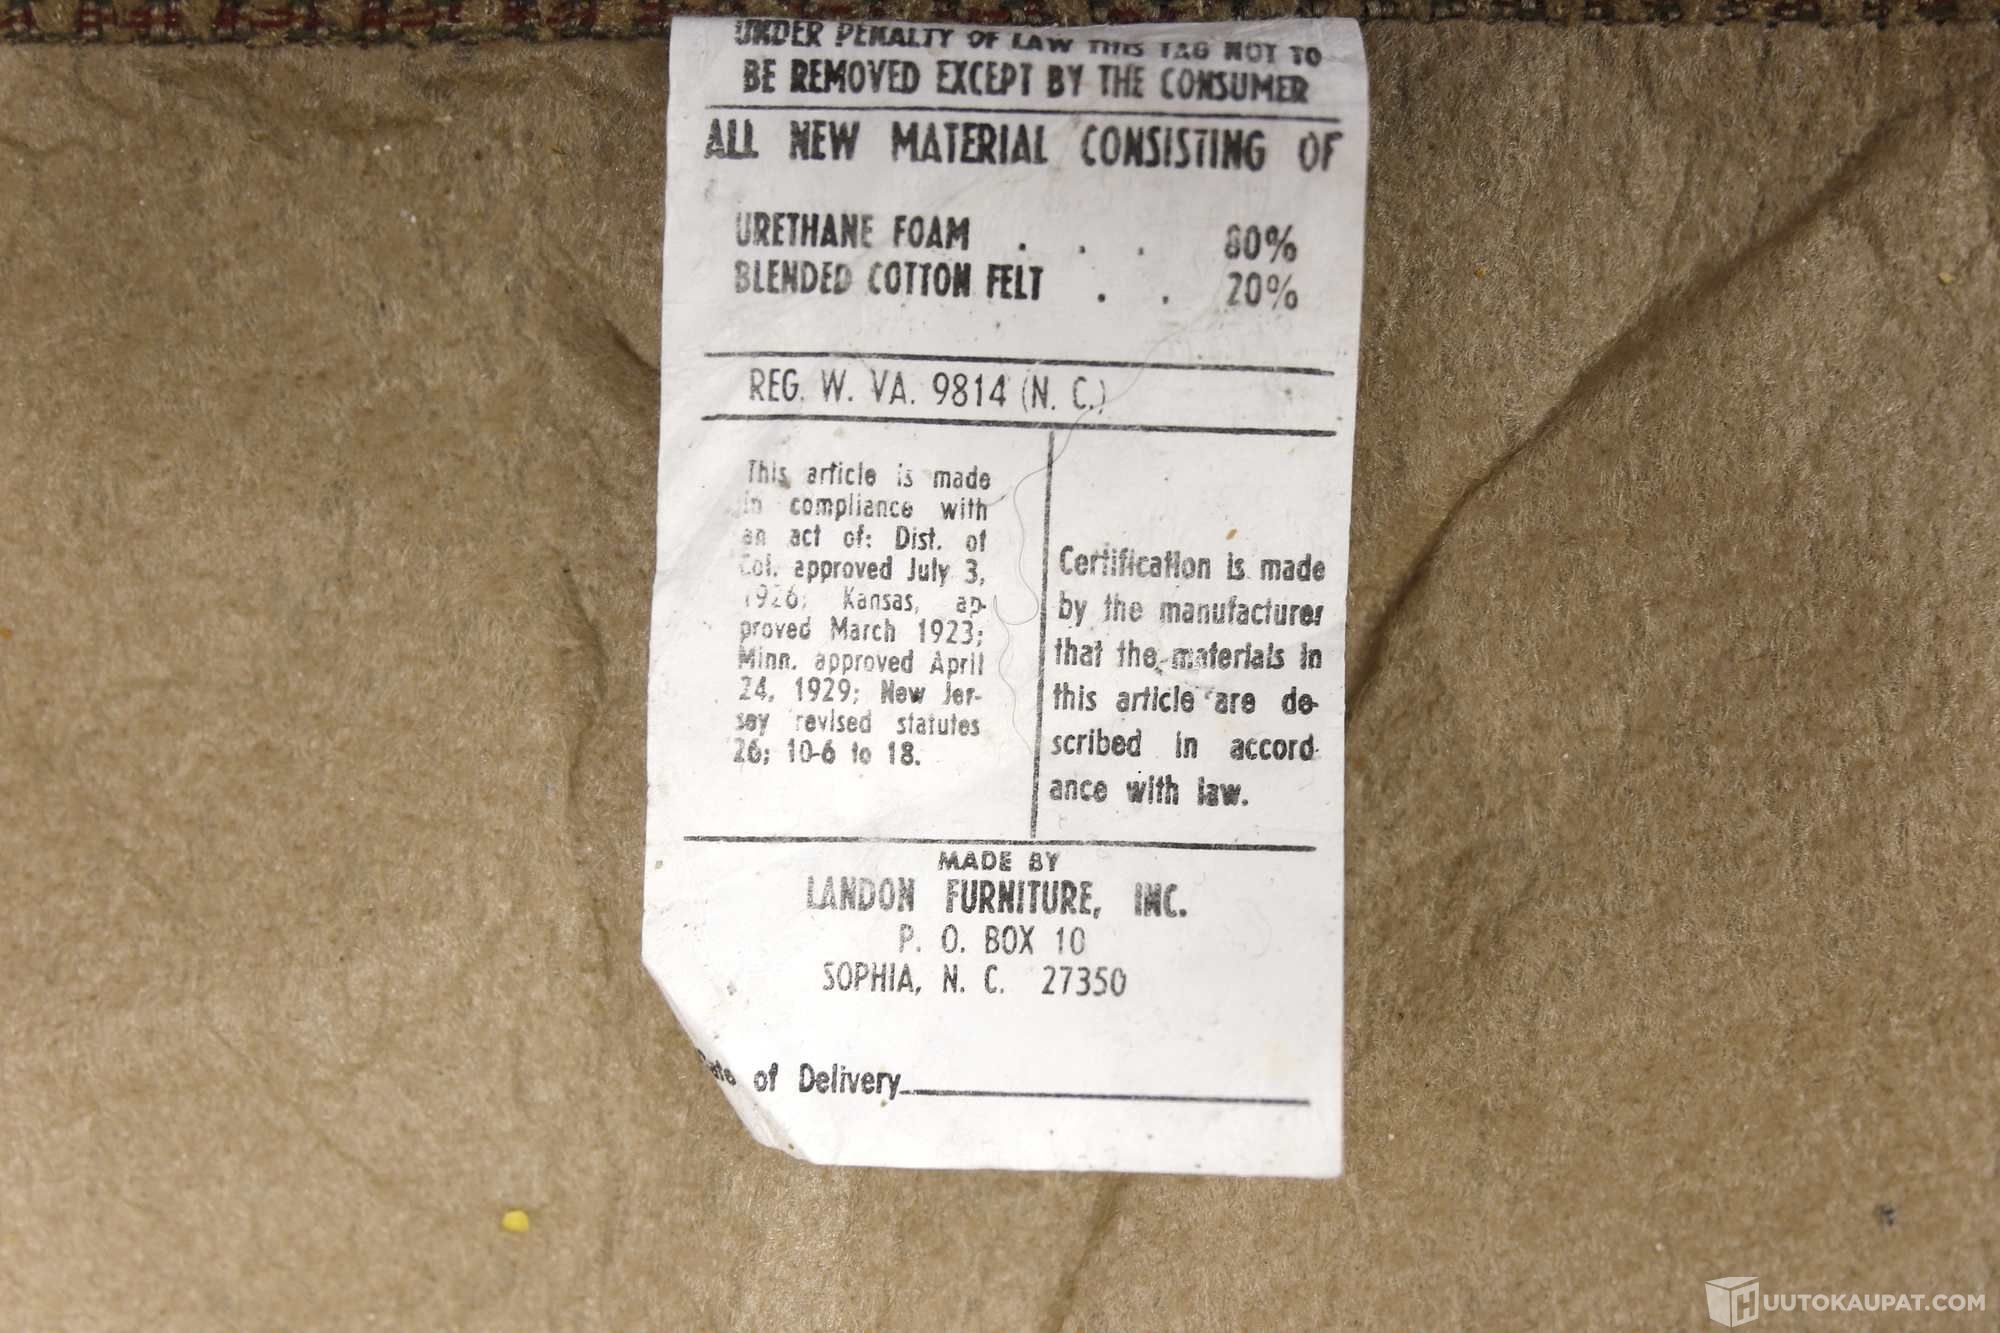 UNDER PENALTY OF LAW THIS TAG NOT TO
BE REMOVED EXCEPT BY THE CONSUMER
ALL NEW MATERIAL CONSISTING OF
URETHANE FOAM . . . 80%
BLENDED COTTON FELT . . 20%
REG. W. VA. 9814 (N. C.)
This article is made
in compliance with
an act of: Dist. of
Col. approved July 3,
1926; Kansas, ap-
proved March 1923;
Minn. approved April
24, 1929; New Jer-
sey revised statutes
26; 10-6 to 18.
Certification is made
by the manufacturer
that the materials in
this article are de-
scribed in accord-
ance with law.
MADE BY
LANDON FURNITURE, INC.
P. O. BOX 10
SOPHIA, N. C. 27350
Date of Delivery
HUUTOKAUPAT.COM